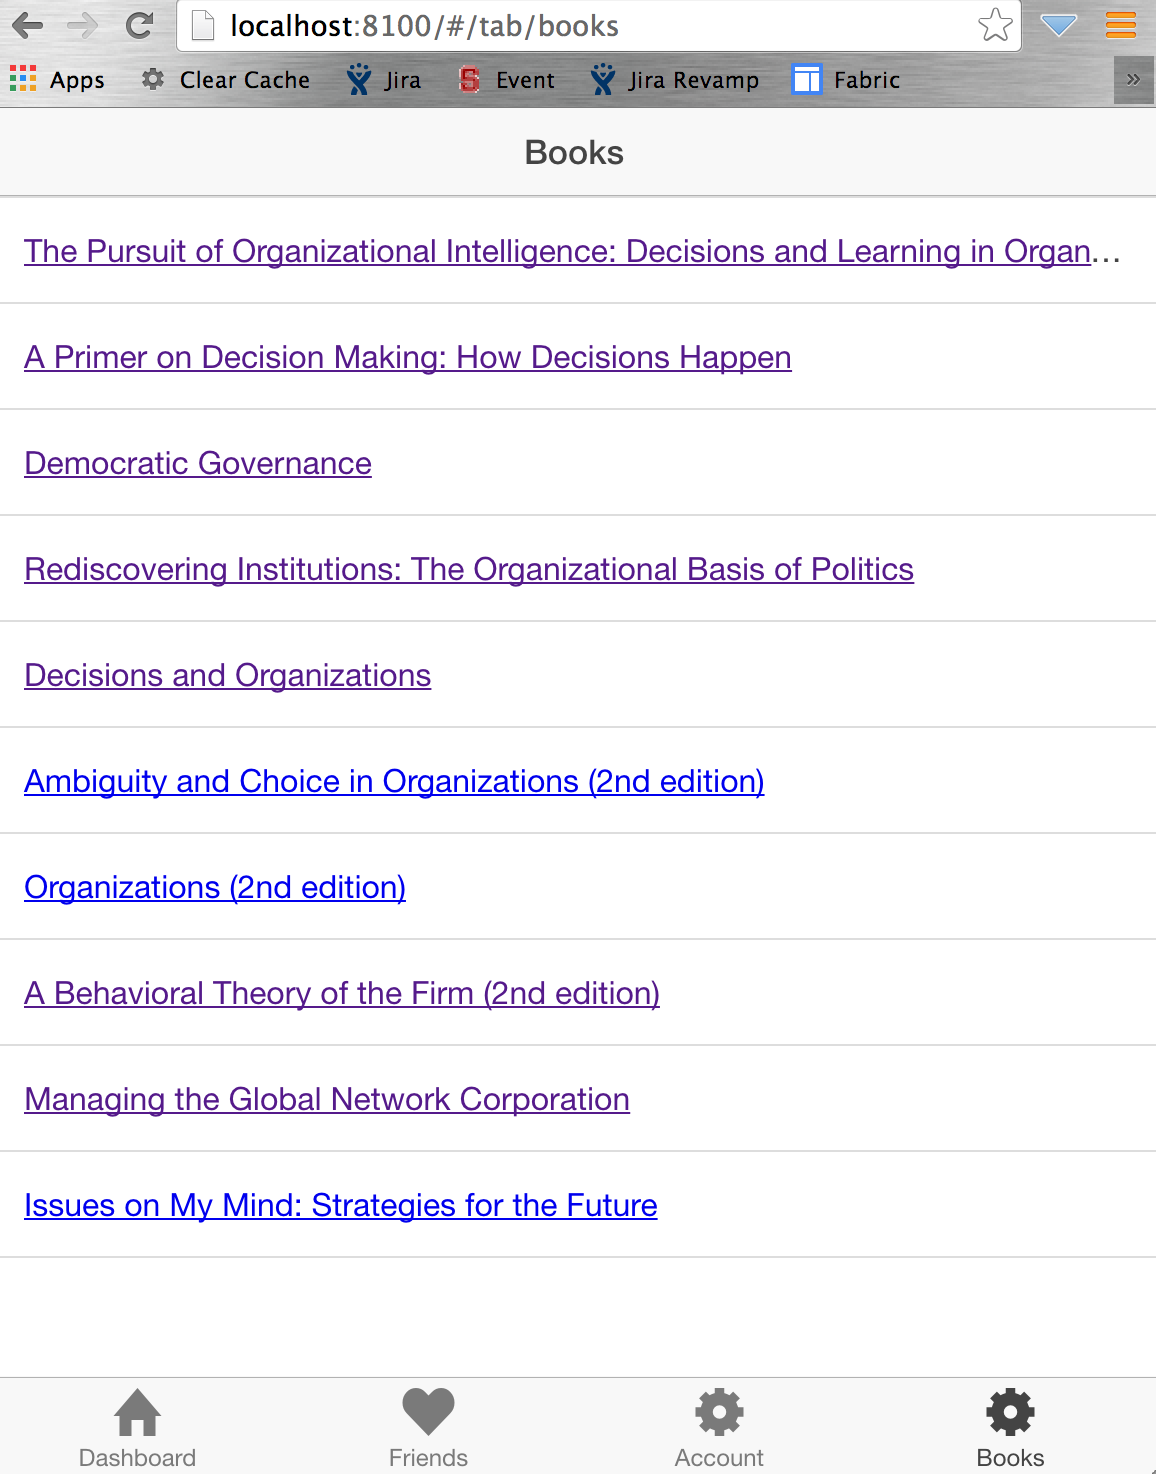 localhost:8100/#/tab/books
Apps Clear Cache Jira Event Jira Revamp Fabric »
Books
The Pursuit of Organizational Intelligence: Decisions and Learning in Organ...
A Primer on Decision Making: How Decisions Happen
Democratic Governance
Rediscovering Institutions: The Organizational Basis of Politics
Decisions and Organizations
Ambiguity and Choice in Organizations (2nd edition)
Organizations (2nd edition)
A Behavioral Theory of the Firm (2nd edition)
Managing the Global Network Corporation
Issues on My Mind: Strategies for the Future
Dashboard Friends Account Books